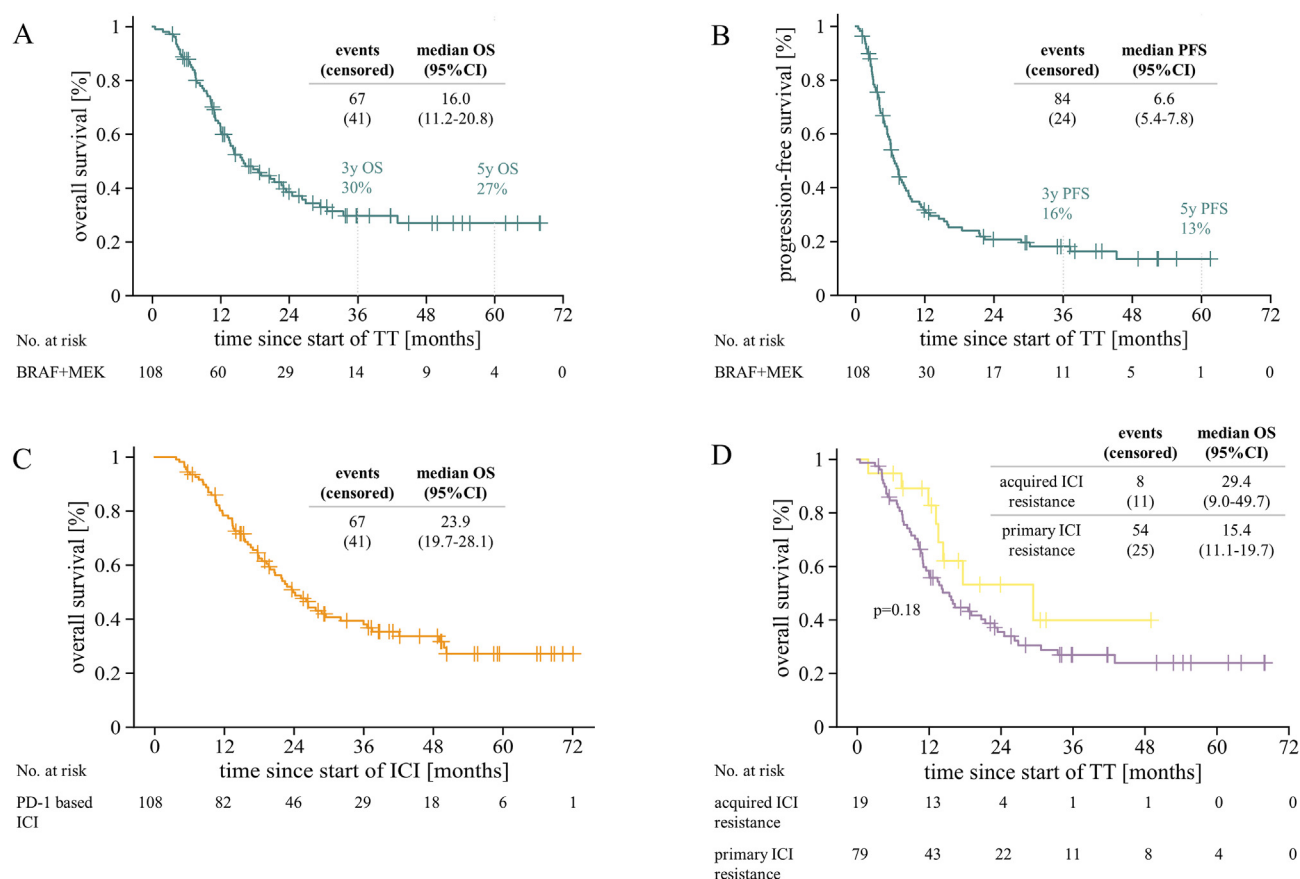 A
overall survival [%]
1
0.8
0.6
0.4
0.2
0
events
(censored)
median OS
(95%CI)
67
(41)
16.0
(11.2-20.8)
3y OS
30%
5y OS
27%
0 12 24 36 48 60 72
time since start of TT [months]
No. at risk
BRAF+MEK 108 60 29 14 9 4 0
B
progression-free survival [%]
1
0.8
0.6
0.4
0.2
0
events
(censored)
median PFS
(95%CI)
84
(24)
6.6
(5.4-7.8)
3y PFS
16%
5y PFS
13%
0 12 24 36 48 60 72
time since start of TT [months]
No. at risk
BRAF+MEK 108 30 17 11 5 1 0
C
overall survival [%]
1
0.8
0.6
0.4
0.2
0
events
(censored)
median OS
(95%CI)
67
(41)
23.9
(19.7-28.1)
0 12 24 36 48 60 72
time since start of ICI [months]
No. at risk
PD-1 based
ICI
108 82 46 29 18 6 1
D
overall survival [%]
1
0.8
0.6
0.4
0.2
0
events
(censored)
median OS
(95%CI)
acquired ICI
resistance
8
(11)
29.4
(9.0-49.7)
primary ICI
resistance
54
(25)
15.4
(11.1-19.7)
p=0.18
0 12 24 36 48 60 72
time since start of TT [months]
No. at risk
acquired ICI
resistance
19 13 4 1 1 0 0
primary ICI
resistance
79 43 22 11 8 4 0